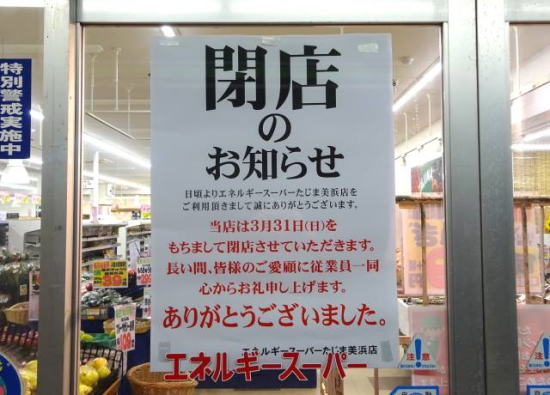 特別警戒実施中
閉店
の
お知らせ
日頃よりエネルギースーパーたじま美浜店を
ご利用頂きまして誠にありがとうございます。
当店は3月31日(日)を
もちまして閉店させていただきます。
長い間、皆様のご愛顧に従業員一同
心からお礼申し上げます。
ありがとうございました。
エネルギースーパーたじま美浜店
エネルギースーパー
注意
注意